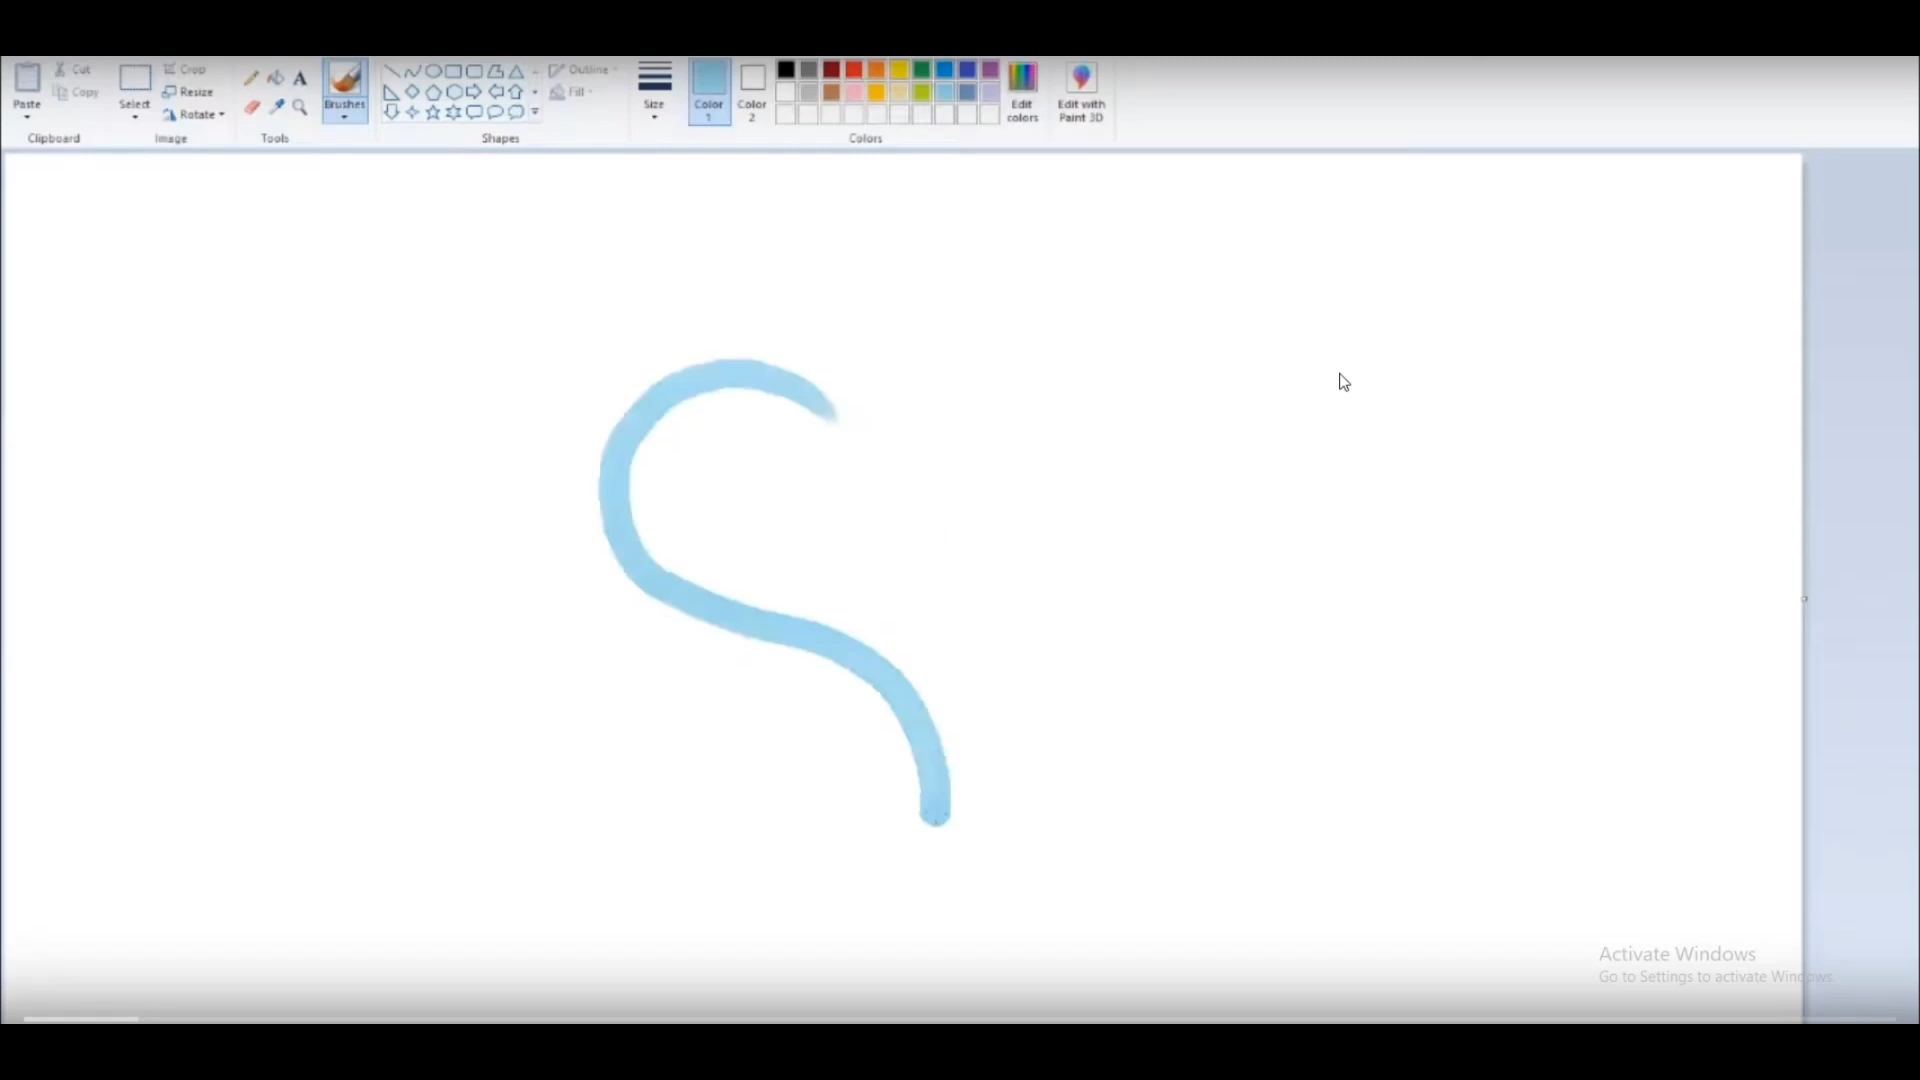 Cut
Crop
Outline
Copy
Resize
Fill
Paste
Select
Rotate
Brushes
Size
Color
1
Color
2
Edit
colors
Edit with
Paint 3D
A
Clipboard
Image
Tools
Shapes
Colors
Activate Windows
Go to Settings to activate Windows.